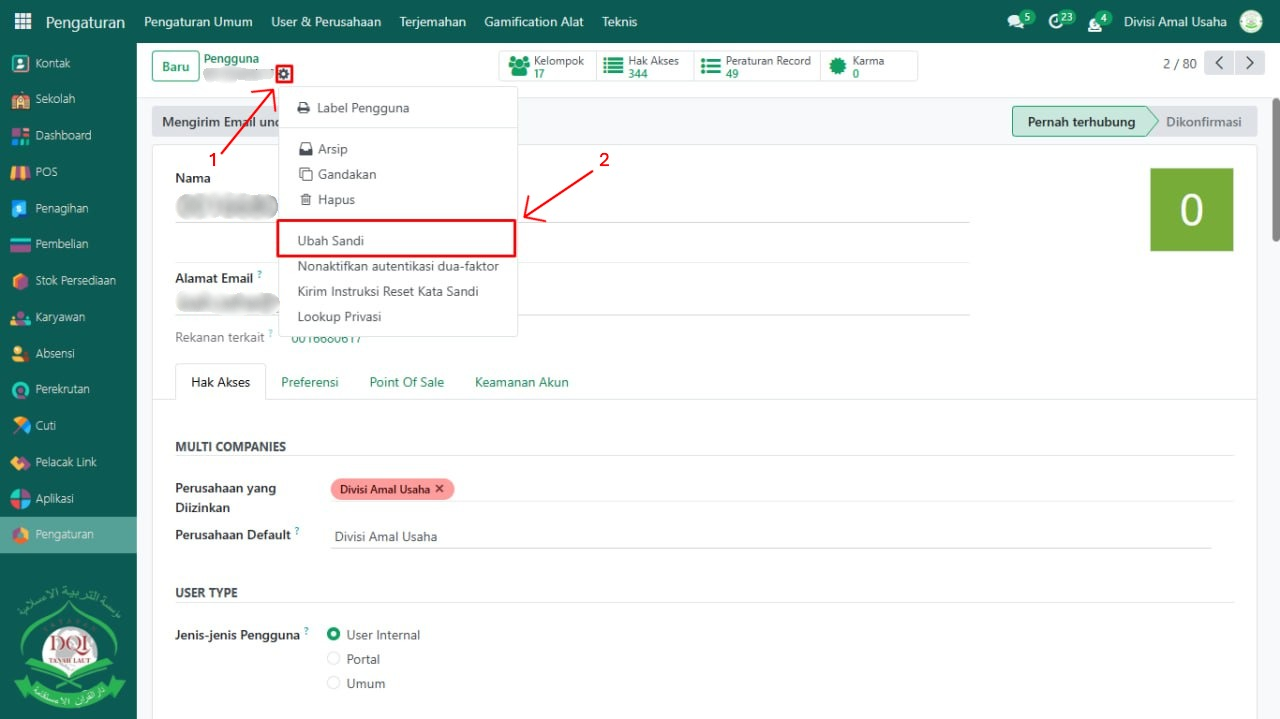 Pengaturan
Pengaturan Umum
User & Perusahaan
Terjemahan
Gamification Alat
Teknis
5
23
4
Divisi Amal Usaha
Kontak
Sekolah
Dashboard
POS
Penagihan
Pembelian
Stok Persediaan
Karyawan
Absensi
Perekrutan
Cuti
Pelacak Link
Aplikasi
Pengaturan
DQI
TANAH LAUT
Baru
Pengguna
Kelompok
17
Hak Akses
344
Peraturan Record
49
Karma
0
2 / 80
Label Pengguna
Arsip
Gandakan
Hapus
Ubah Sandi
Nonaktifkan autentikasi dua-faktor
Kirim Instruksi Reset Kata Sandi
Lookup Privasi
1
2
Mengirim Email und
Pernah terhubung
Dikonfirmasi
Nama
0
Alamat Email ?
Rekanan terkait ?
0016680617
Hak Akses
Preferensi
Point Of Sale
Keamanan Akun
MULTI COMPANIES
Perusahaan yang
Diizinkan
Divisi Amal Usaha ✕
Perusahaan Default ?
Divisi Amal Usaha
USER TYPE
Jenis-jenis Pengguna ?
User Internal
Portal
Umum